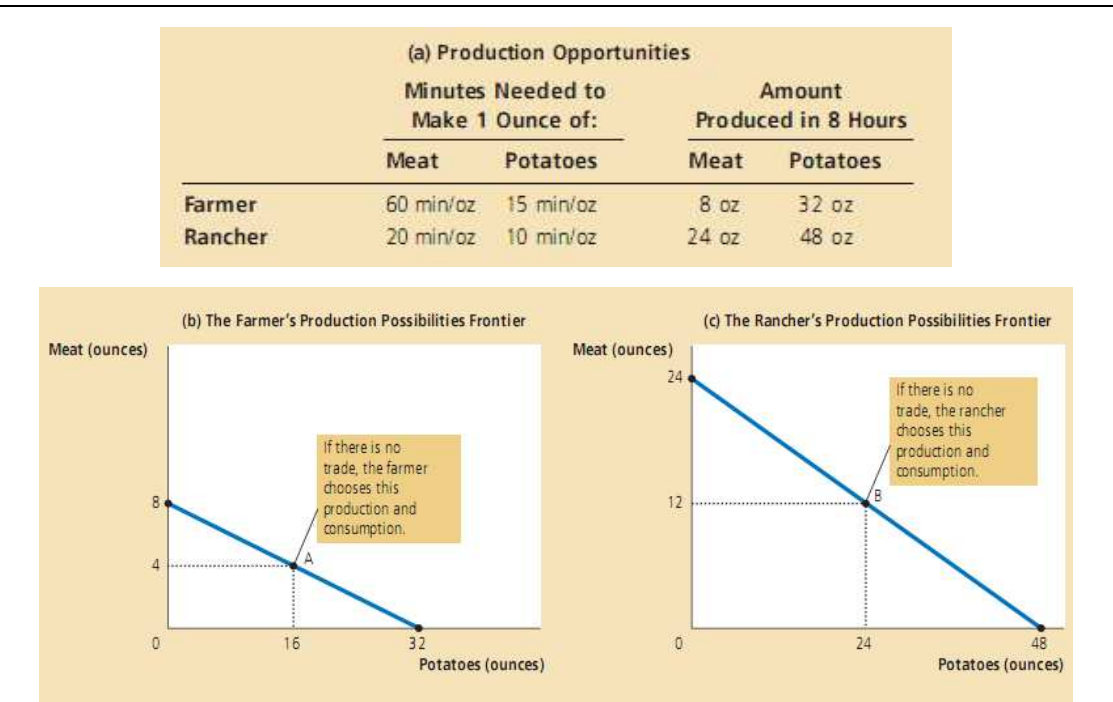 (a) Production Opportunities
Minutes Needed to Make 1 Ounce of:
Amount Produced in 8 Hours
Meat Potatoes Meat Potatoes
Farmer 60 min/oz 15 min/oz 8 oz 32 oz
Rancher 20 min/oz 10 min/oz 24 oz 48 oz
(b) The Farmer's Production Possibilities Frontier
Meat (ounces)
If there is no
trade, the farmer
chooses this
production and
consumption.
8
4
A
0 16 32
Potatoes (ounces)
(c) The Rancher's Production Possibilities Frontier
Meat (ounces)
24
If there is no
trade, the rancher
chooses this
production and
consumption.
12
B
0 24 48
Potatoes (ounces)